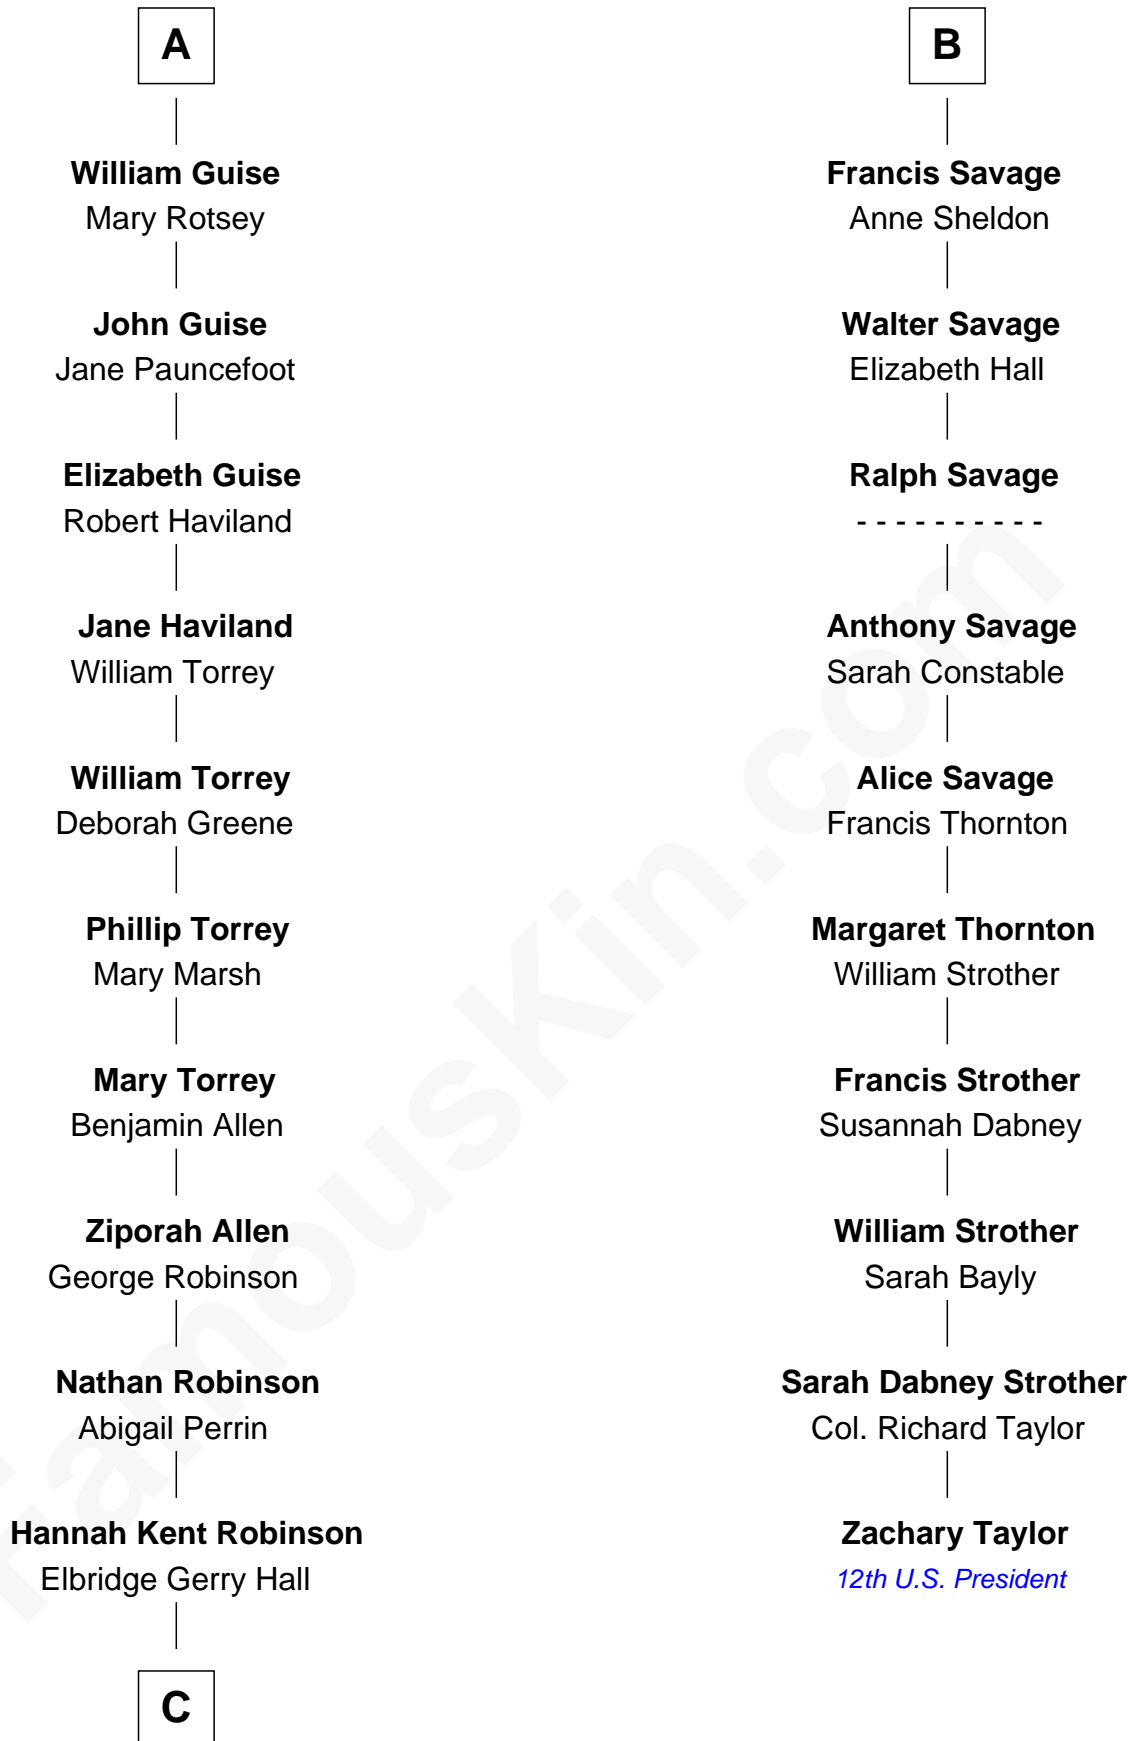 A
William Guise
Mary Rotsey
John Guise
Jane Pauncefoot
Elizabeth Guise
Robert Haviland
Jane Haviland
William Torrey
William Torrey
Deborah Greene
Phillip Torrey
Mary Marsh
Mary Torrey
Benjamin Allen
Ziporah Allen
George Robinson
Nathan Robinson
Abigail Perrin
Hannah Kent Robinson
Elbridge Gerry Hall
C
B
Francis Savage
Anne Sheldon
Walter Savage
Elizabeth Hall
Ralph Savage
- - - - - - - - - -
Anthony Savage
Sarah Constable
Alice Savage
Francis Thornton
Margaret Thornton
William Strother
Francis Strother
Susannah Dabney
William Strother
Sarah Bayly
Sarah Dabney Strother
Col. Richard Taylor
Zachary Taylor
12th U.S. President
FamousKin.com